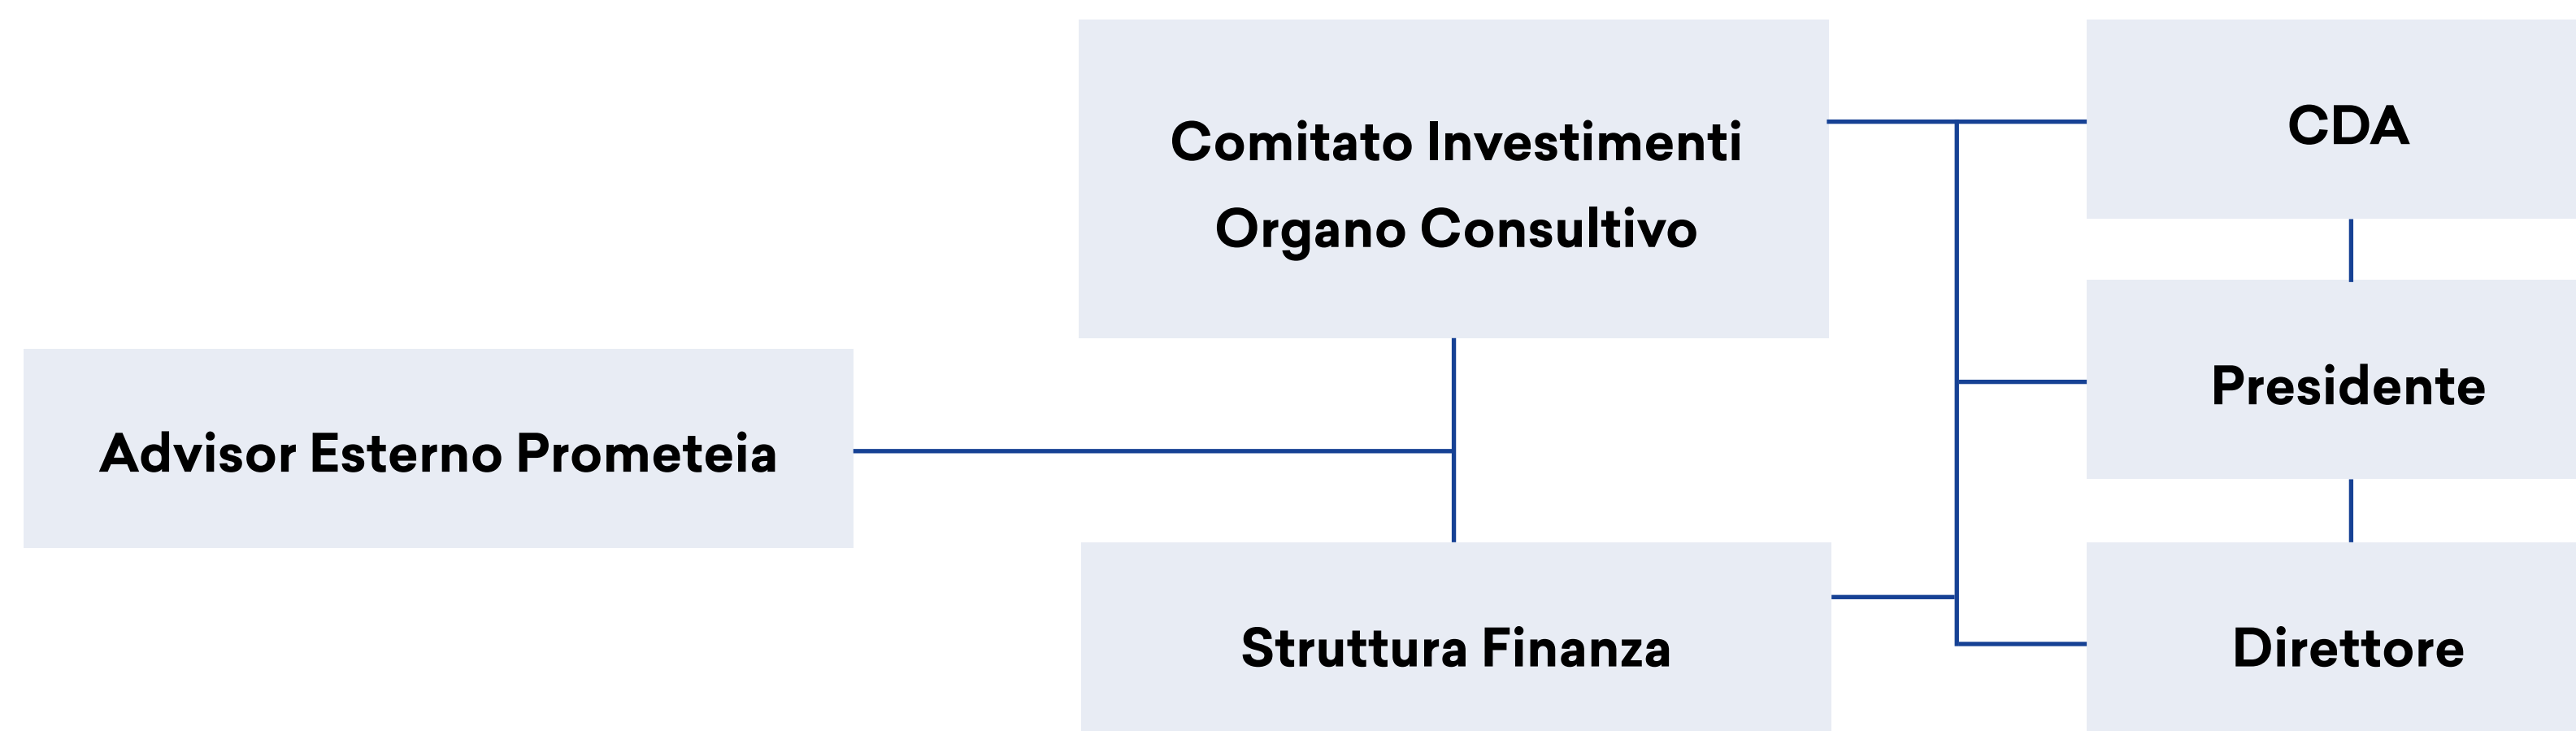 Comitato Investimenti
Organo Consultivo
CDA
Presidente
Advisor Esterno Prometeia
Struttura Finanza
Direttore